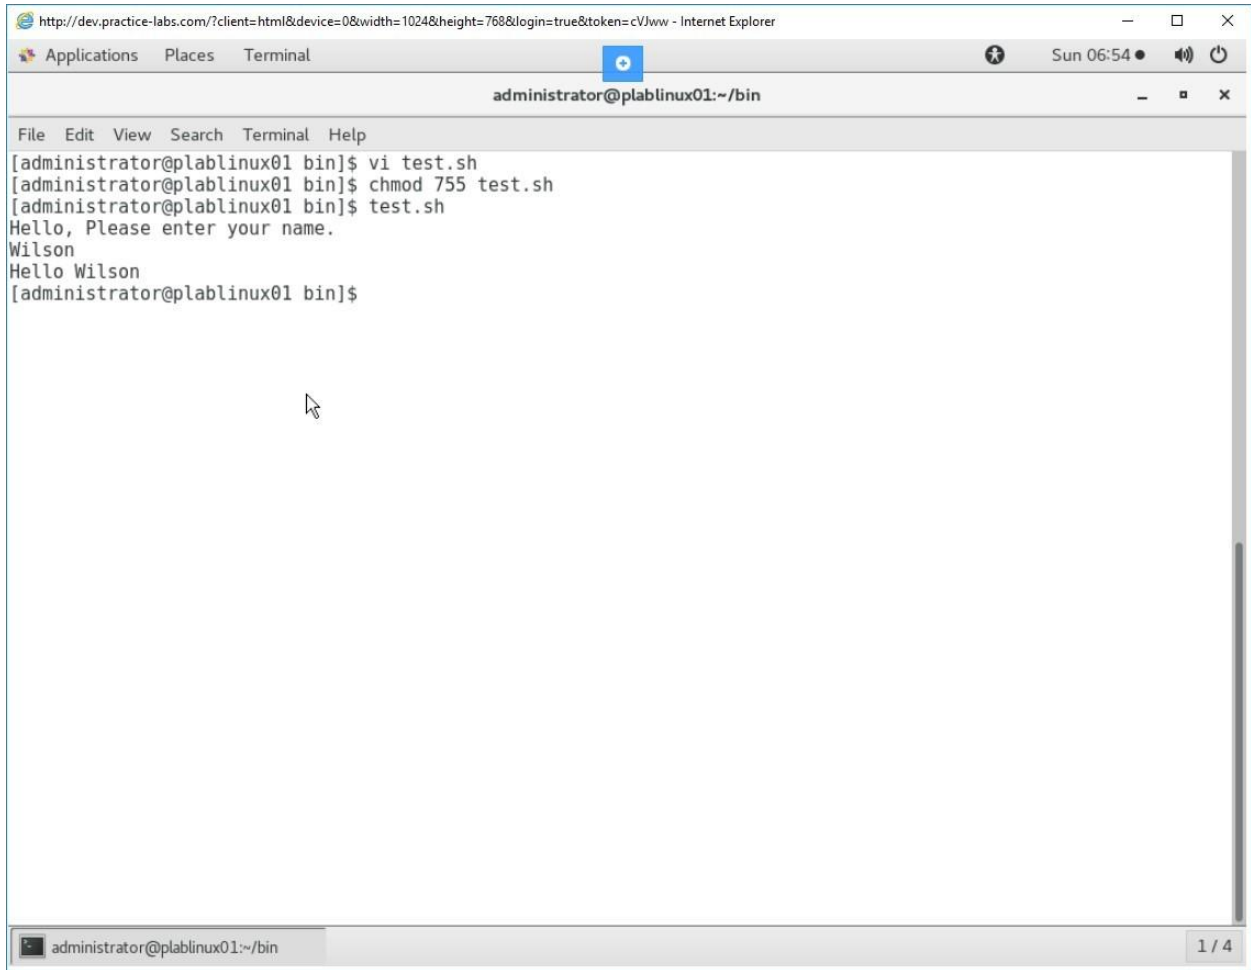 http://dev.practice-labs.com/?client=html&device=0&width=1024&height=768&login=true&token=cVJww - Internet Explorer
Applications Places Terminal Sun 06:54
administrator@plablinux01:~/bin
File Edit View Search Terminal Help
[administrator@plablinux01 bin]$ vi test.sh
[administrator@plablinux01 bin]$ chmod 755 test.sh
[administrator@plablinux01 bin]$ test.sh
Hello, Please enter your name.
Wilson
Hello Wilson
[administrator@plablinux01 bin]$
administrator@plablinux01:~/bin 1 / 4